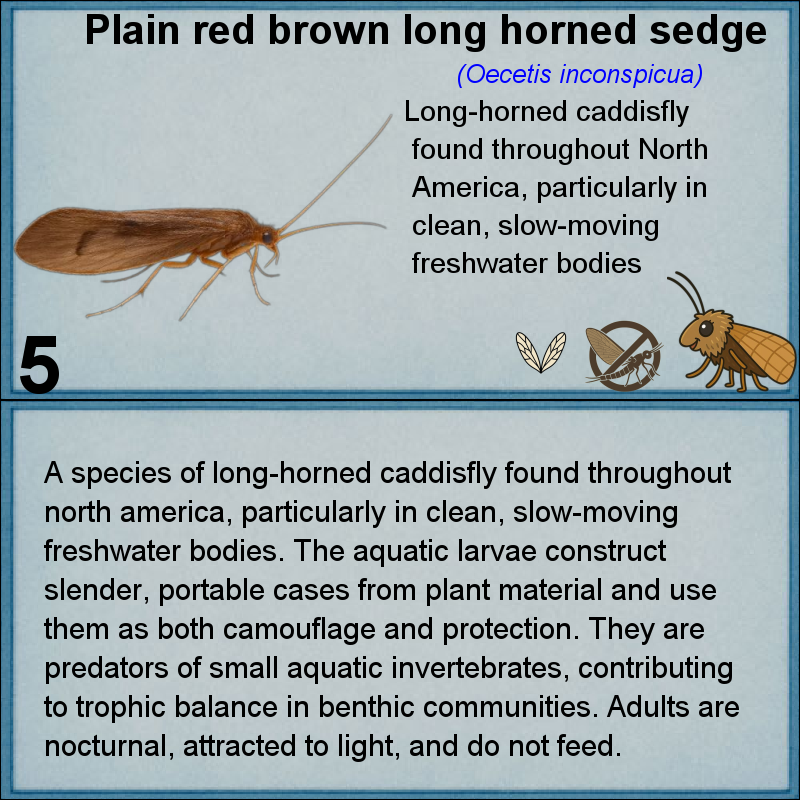 Plain red brown long horned sedge
(Oecetis inconspicua)
Long-horned caddisfly
found throughout North
America, particularly in
clean, slow-moving
freshwater bodies
5
A species of long-horned caddisfly found throughout
north america, particularly in clean, slow-moving
freshwater bodies. The aquatic larvae construct
slender, portable cases from plant material and use
them as both camouflage and protection. They are
predators of small aquatic invertebrates, contributing
to trophic balance in benthic communities. Adults are
nocturnal, attracted to light, and do not feed.